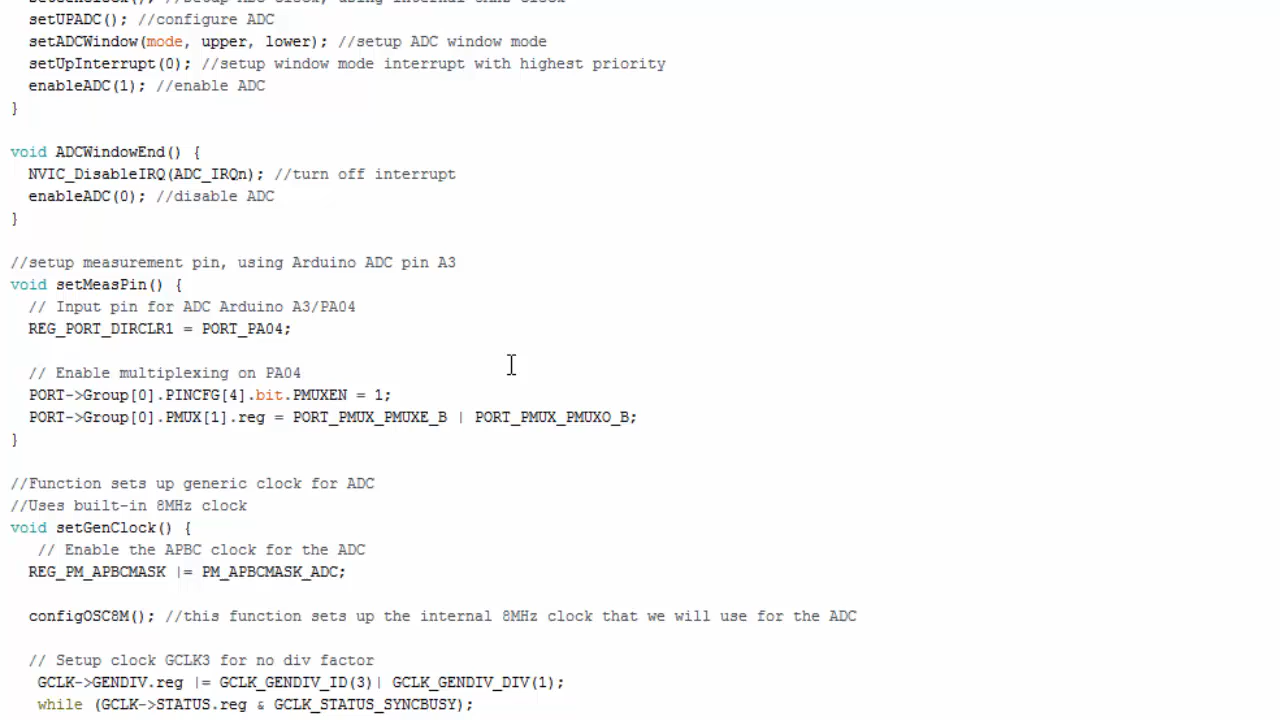 setUPADC(); //configure ADC
setADCWindow(mode, upper, lower); //setup ADC window mode
setUpInterrupt(0); //setup window mode interrupt with highest priority
enableADC(1); //enable ADC
}
void ADCWindowEnd() {
NVIC_DisableIRQ(ADC_IRQn); //turn off interrupt
enableADC(0); //disable ADC
}
//setup measurement pin, using Arduino ADC pin A3
void setMeasPin() {
// Input pin for ADC Arduino A3/PA04
REG_PORT_DIRCLR1 = PORT_PA04;
// Enable multiplexing on PA04
PORT->Group[0].PINCFG[4].bit.PMUXEN = 1;
PORT->Group[0].PMUX[1].reg = PORT_PMUX_PMUXE_B | PORT_PMUX_PMUXO_B;
}
//Function sets up generic clock for ADC
//Uses built-in 8MHz clock
void setGenClock() {
// Enable the APBC clock for the ADC
REG_PM_APBCMASK |= PM_APBCMASK_ADC;
configOSC8M(); //this function sets up the internal 8MHz clock that we will use for the ADC
// Setup clock GCLK3 for no div factor
GCLK->GENDIV.reg |= GCLK_GENDIV_ID(3)| GCLK_GENDIV_DIV(1);
while (GCLK->STATUS.reg & GCLK_STATUS_SYNCBUSY);